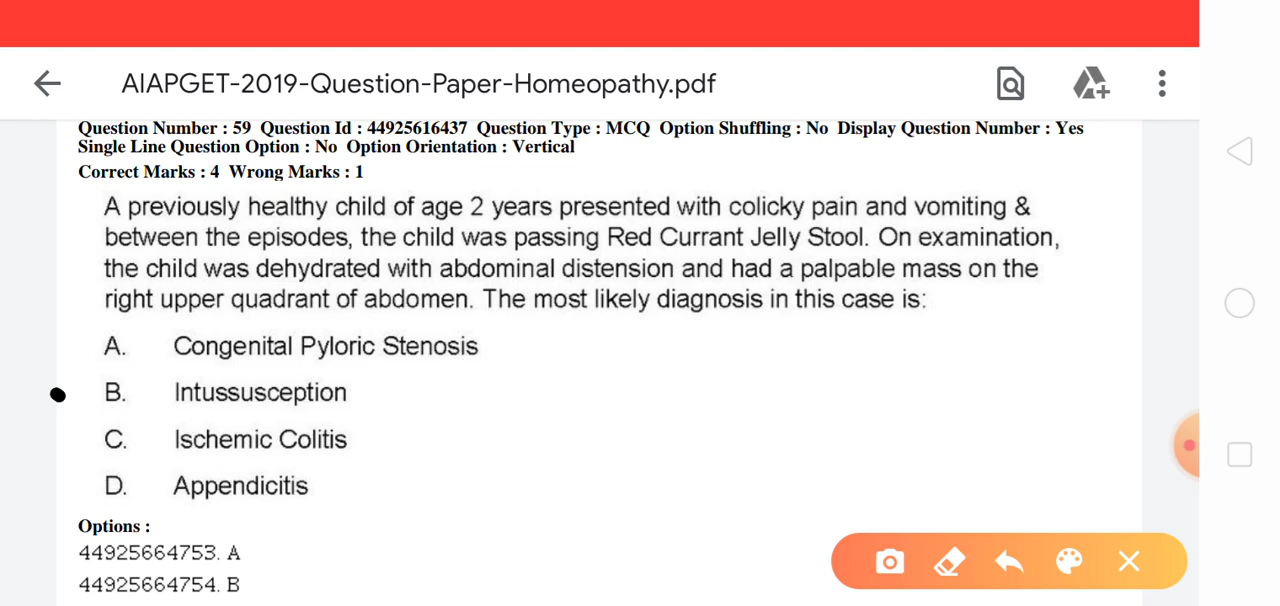 AIAPGET-2019-Question-Paper-Homeopathy.pdf
Question Number : 59 Question Id : 44925616437 Question Type : MCQ Option Shuffling : No Display Question Number : Yes
Single Line Question Option : No Option Orientation : Vertical
Correct Marks : 4 Wrong Marks : 1
A previously healthy child of age 2 years presented with colicky pain and vomiting &
between the episodes, the child was passing Red Currant Jelly Stool. On examination,
the child was dehydrated with abdominal distension and had a palpable mass on the
right upper quadrant of abdomen. The most likely diagnosis in this case is:
A. Congenital Pyloric Stenosis
B. Intussusception
C. Ischemic Colitis
D. Appendicitis
Options :
44925664753. A
44925664754. B